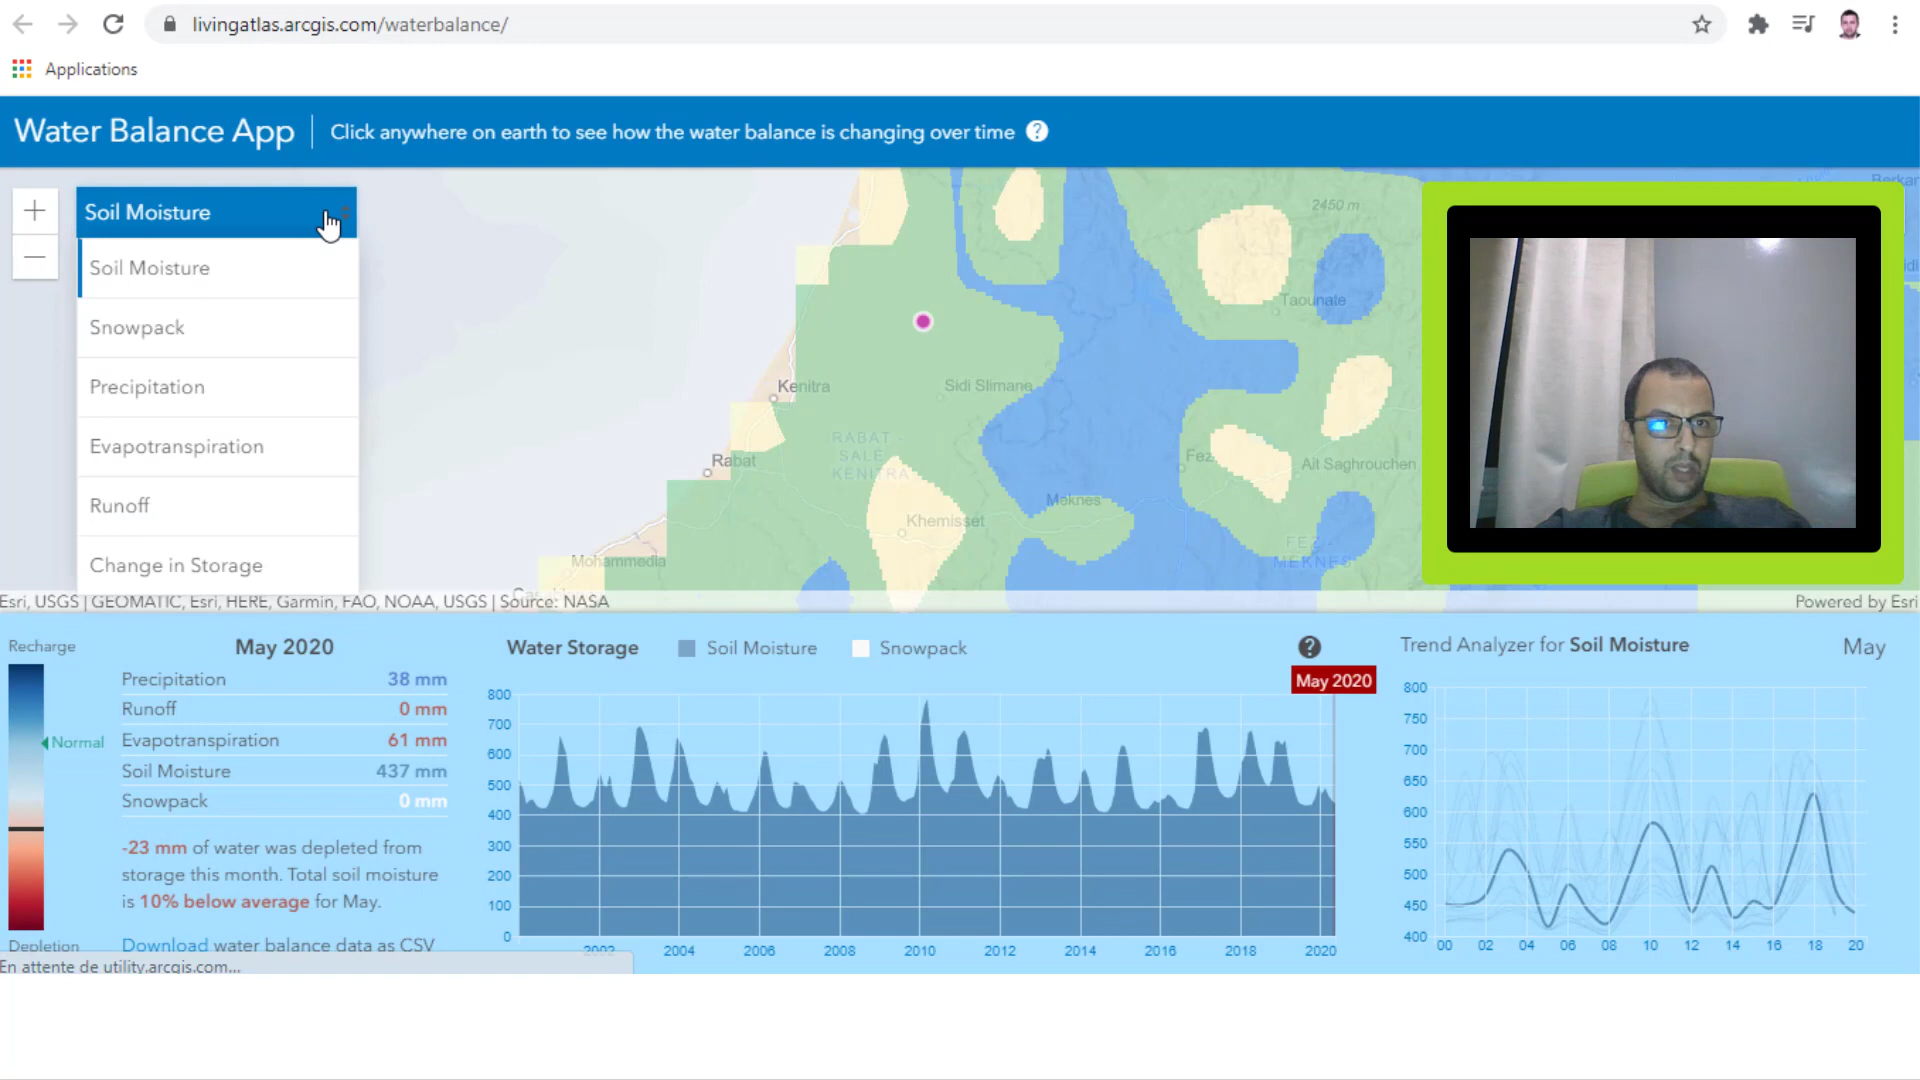 livingatlas.arcgis.com/waterbalance/
Applications
Water Balance App
Click anywhere on earth to see how the water balance is changing over time ?
Soil Moisture
Soil Moisture
Snowpack
Precipitation
Evapotranspiration
Runoff
Change in Storage
2450 m
Taounate
Kenitra
Sidi Slimane
RABAT -
SALE -
KENITRA
Rabat
Fez
Aït Saghrouchen
Meknes
Khemisset
FEZ -
MEKNES
Mohammedia
Esri, USGS | GEOMATIC, Esri, HERE, Garmin, FAO, NOAA, USGS | Source: NASA
Powered by Esri
Recharge
Normal
Depletion
May 2020
Precipitation 38 mm
Runoff 0 mm
Evapotranspiration 61 mm
Soil Moisture 437 mm
Snowpack 0 mm
-23 mm of water was depleted from
storage this month. Total soil moisture
is 10% below average for May.
Download water balance data as CSV
En attente de utility.arcgis.com...
Water Storage Soil Moisture Snowpack ?
May 2020
800
700
600
500
400
300
200
100
0
2002 2004 2006 2008 2010 2012 2014 2016 2018 2020
Trend Analyzer for Soil Moisture May
800
750
700
650
600
550
500
450
400
00 02 04 06 08 10 12 14 16 18 20